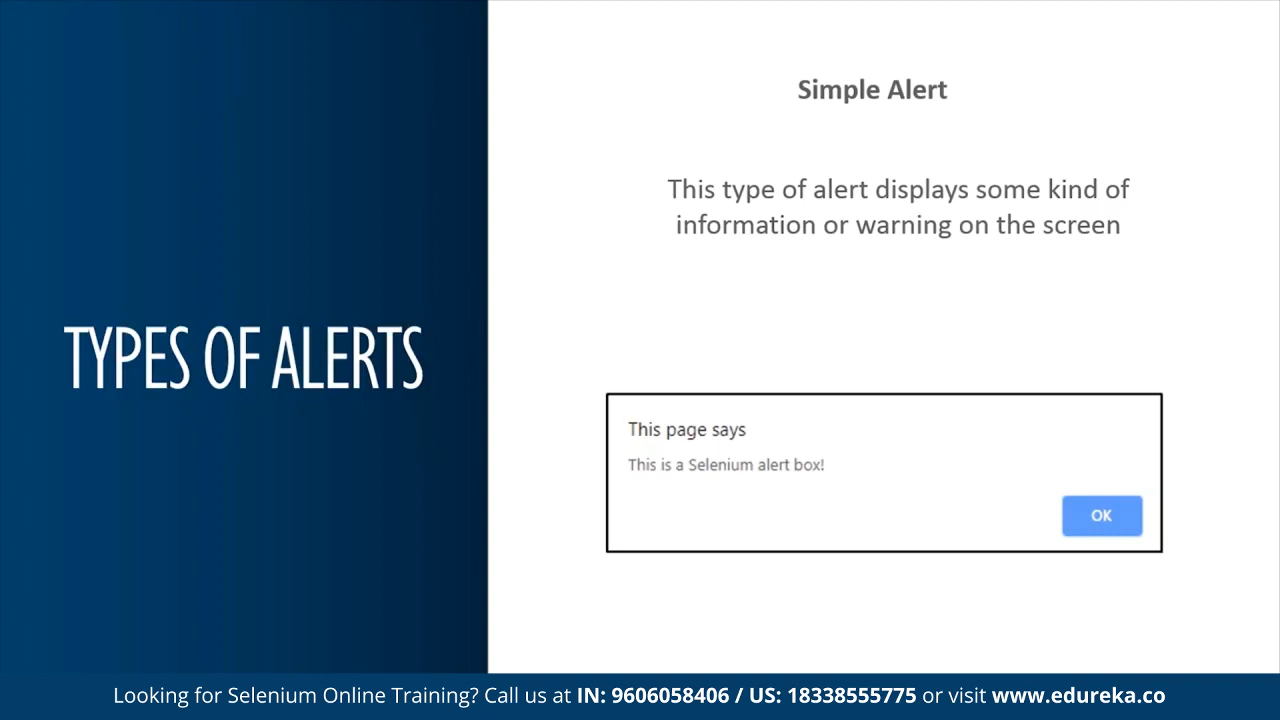 TYPES OF ALERTS
Simple Alert
This type of alert displays some kind of
information or warning on the screen
This page says
This is a Selenium alert box!
OK
Looking for Selenium Online Training? Call us at IN: 9606058406 / US: 18338555775 or visit www.edureka.co